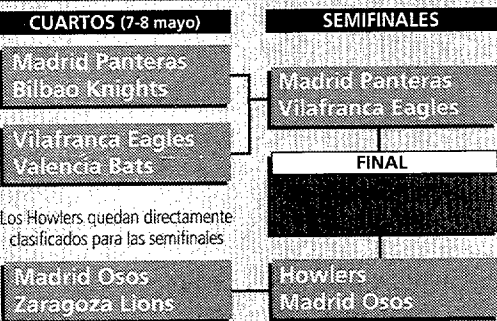 CUARTOS (7-8 mayo)
Madrid Panteras
Bilbao Knights
Vilafranca Eagles
Valencia Bats
Los Howlers quedan directamente
clasificados para las semifinales
Madrid Osos
Zaragoza Lions
SEMIFINALES
Madrid Panteras
Vilafranca Eagles
FINAL
Howlers
Madrid Osos